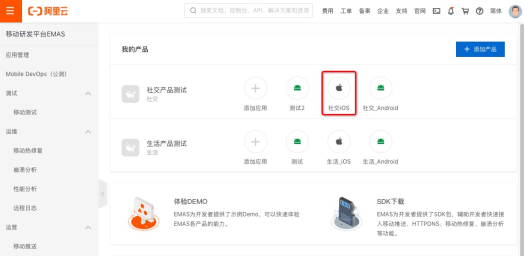 阿里云
搜索文档、控制台、API、解决方案和资源
费用 工单 备案 企业 支持 官网 简体
移动研发平台EMAS
应用管理
Mobile DevOps（公测）
测试
移动测试
运维
移动热修复
崩溃分析
性能分析
远程日志
运营
移动推送
我的产品
+ 添加产品
社交产品测试
社交
添加应用 测试2 社交iOS 社交_Android
生活产品测试
生活
添加应用 测试 生活_iOS 生活_Android
体验DEMO
EMAS为开发者提供了示例Demo，可以快速体验
EMAS各产品的能力。
SDK下载
EMAS为开发者提供了SDK包，辅助开发者快速接
入移动推送、HTTPDNS、移动热修复、崩溃分析
等功能。